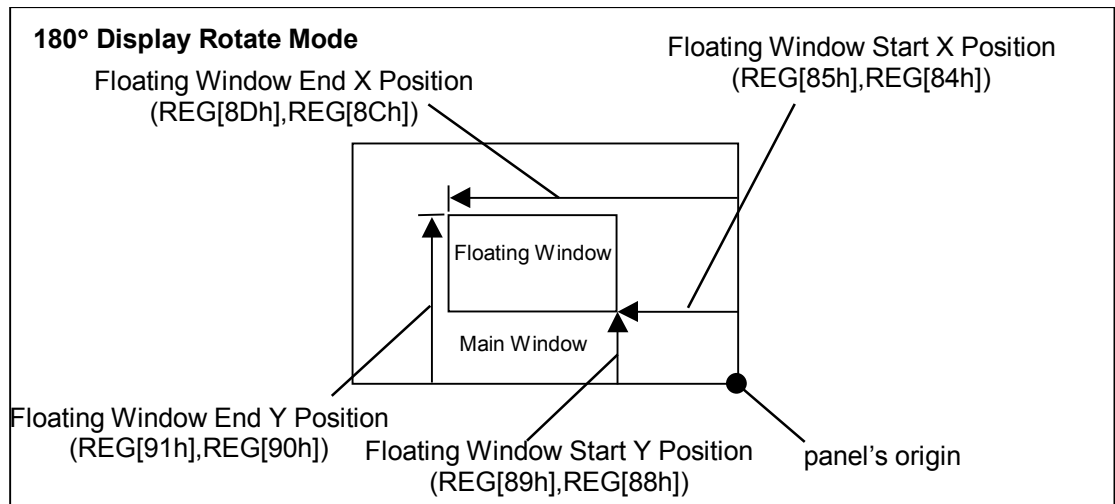 180° Display Rotate Mode
Floating Window Start X Position
(REG[85h],REG[84h])
Floating Window End X Position
(REG[8Dh],REG[8Ch])
Floating Window
Main Window
Floating Window End Y Position
(REG[91h],REG[90h])
Floating Window Start Y Position
(REG[89h],REG[88h])
panel's origin